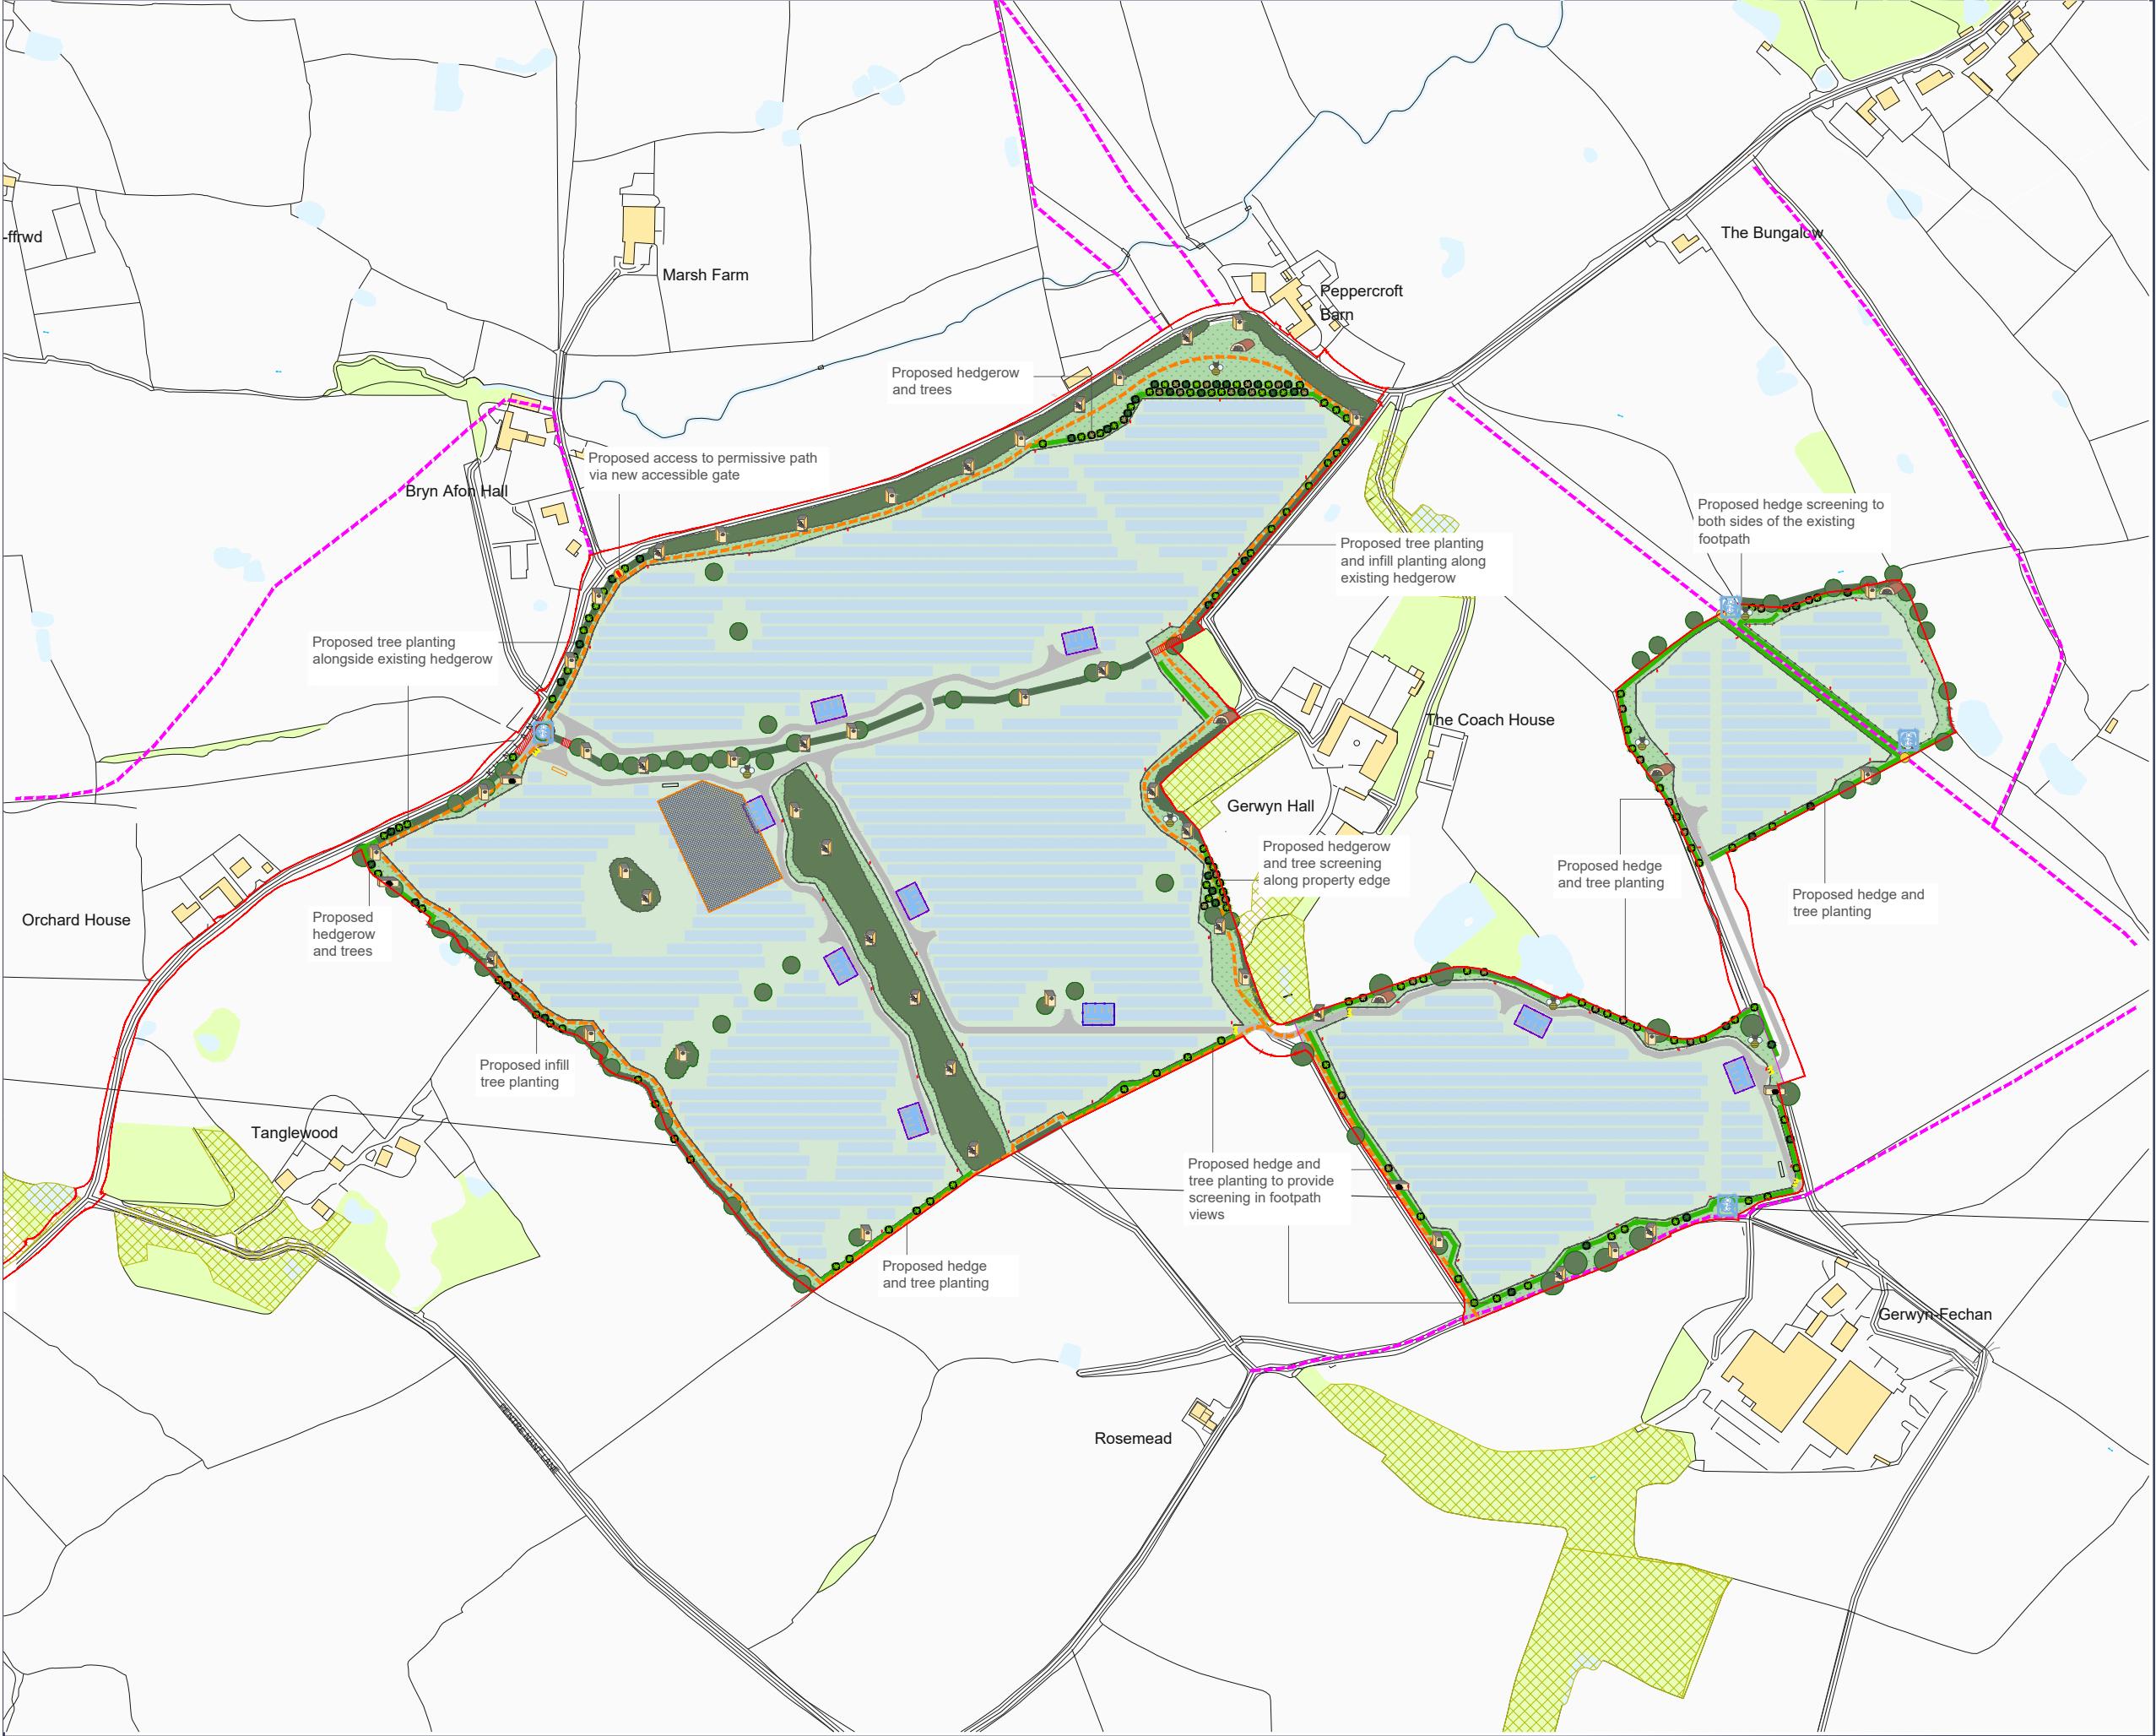 The Bungalow
-ffrwd
Marsh Farm
Peppercroft
Barn
Proposed hedgerow
and trees
Proposed access to permissive path
via new accessible gate
Bryn Afon Hall
Proposed hedge screening to
both sides of the existing
footpath
Proposed tree planting
and infill planting along
existing hedgerow
Proposed tree planting
alongside existing hedgerow
The Coach House
Gerwyn Hall
Proposed hedgerow
and tree screening
along property edge
Proposed hedge
and tree planting
Proposed hedge and
tree planting
Orchard House
Proposed
hedgerow
and trees
Proposed infill
tree planting
Tanglewood
Proposed hedge and
tree planting to provide
screening in footpath
views
Proposed hedge
and tree planting
Gerwyn-Fechan
Rosemead
PENTRE NANT LANE